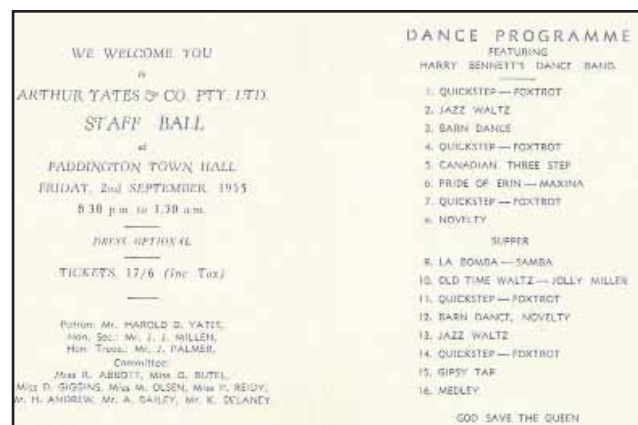 WE WELCOME YOU
to
ARTHUR YATES & CO. PTY. LTD.
STAFF BALL
at
PADDINGTON TOWN HALL
FRIDAY, 2nd SEPTEMBER, 1955
8.30 p.m. to 1.30 a.m.
DRESS OPTIONAL
TICKETS 17/6 (Inc Tax)
Patron: Mr. HAROLD D. YATES,
Hon. Sec.: Mr. J. J. MILLEN,
Hon. Treas.: Mr. J. PALMER.
Committee:
Miss R. ABBOTT, Miss G. BUTEL,
Miss D. GIGGINS, Miss M. OLSEN, Miss P. REIDY,
Mr. H. ANDREW, Mr. A. BAILEY, Mr. K. DELANEY
DANCE PROGRAMME
FEATURING
HARRY BENNETT'S DANCE BAND.
1. QUICKSTEP — FOXTROT
2. JAZZ WALTZ
3. BARN DANCE
4. QUICKSTEP — FOXTROT
5. CANADIAN THREE STEP
6. PRIDE OF ERIN — MAXINA
7. QUICKSTEP — FOXTROT
8. NOVELTY
SUPPER
9. LA BOMBA — SAMBA
10. OLD TIME WALTZ — JOLLY MILLER
11. QUICKSTEP — FOXTROT
12. BARN DANCE, NOVELTY
13. JAZZ WALTZ
14. QUICKSTEP — FOXTROT
15. GIPSY TAP
16. MEDLEY
GOD SAVE THE QUEEN